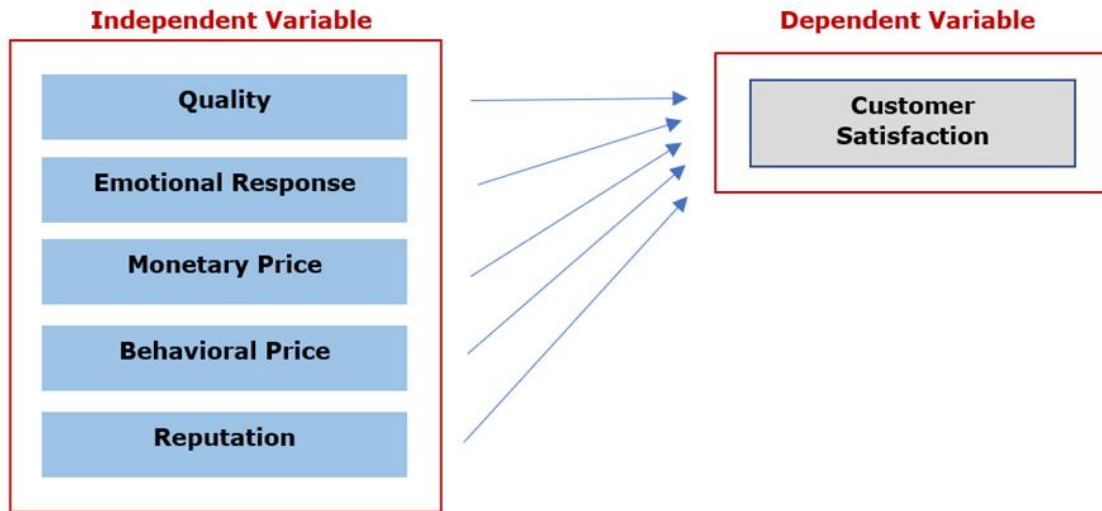 Independent Variable
Dependent Variable
Quality
Emotional Response
Monetary Price
Behavioral Price
Reputation
Customer
Satisfaction